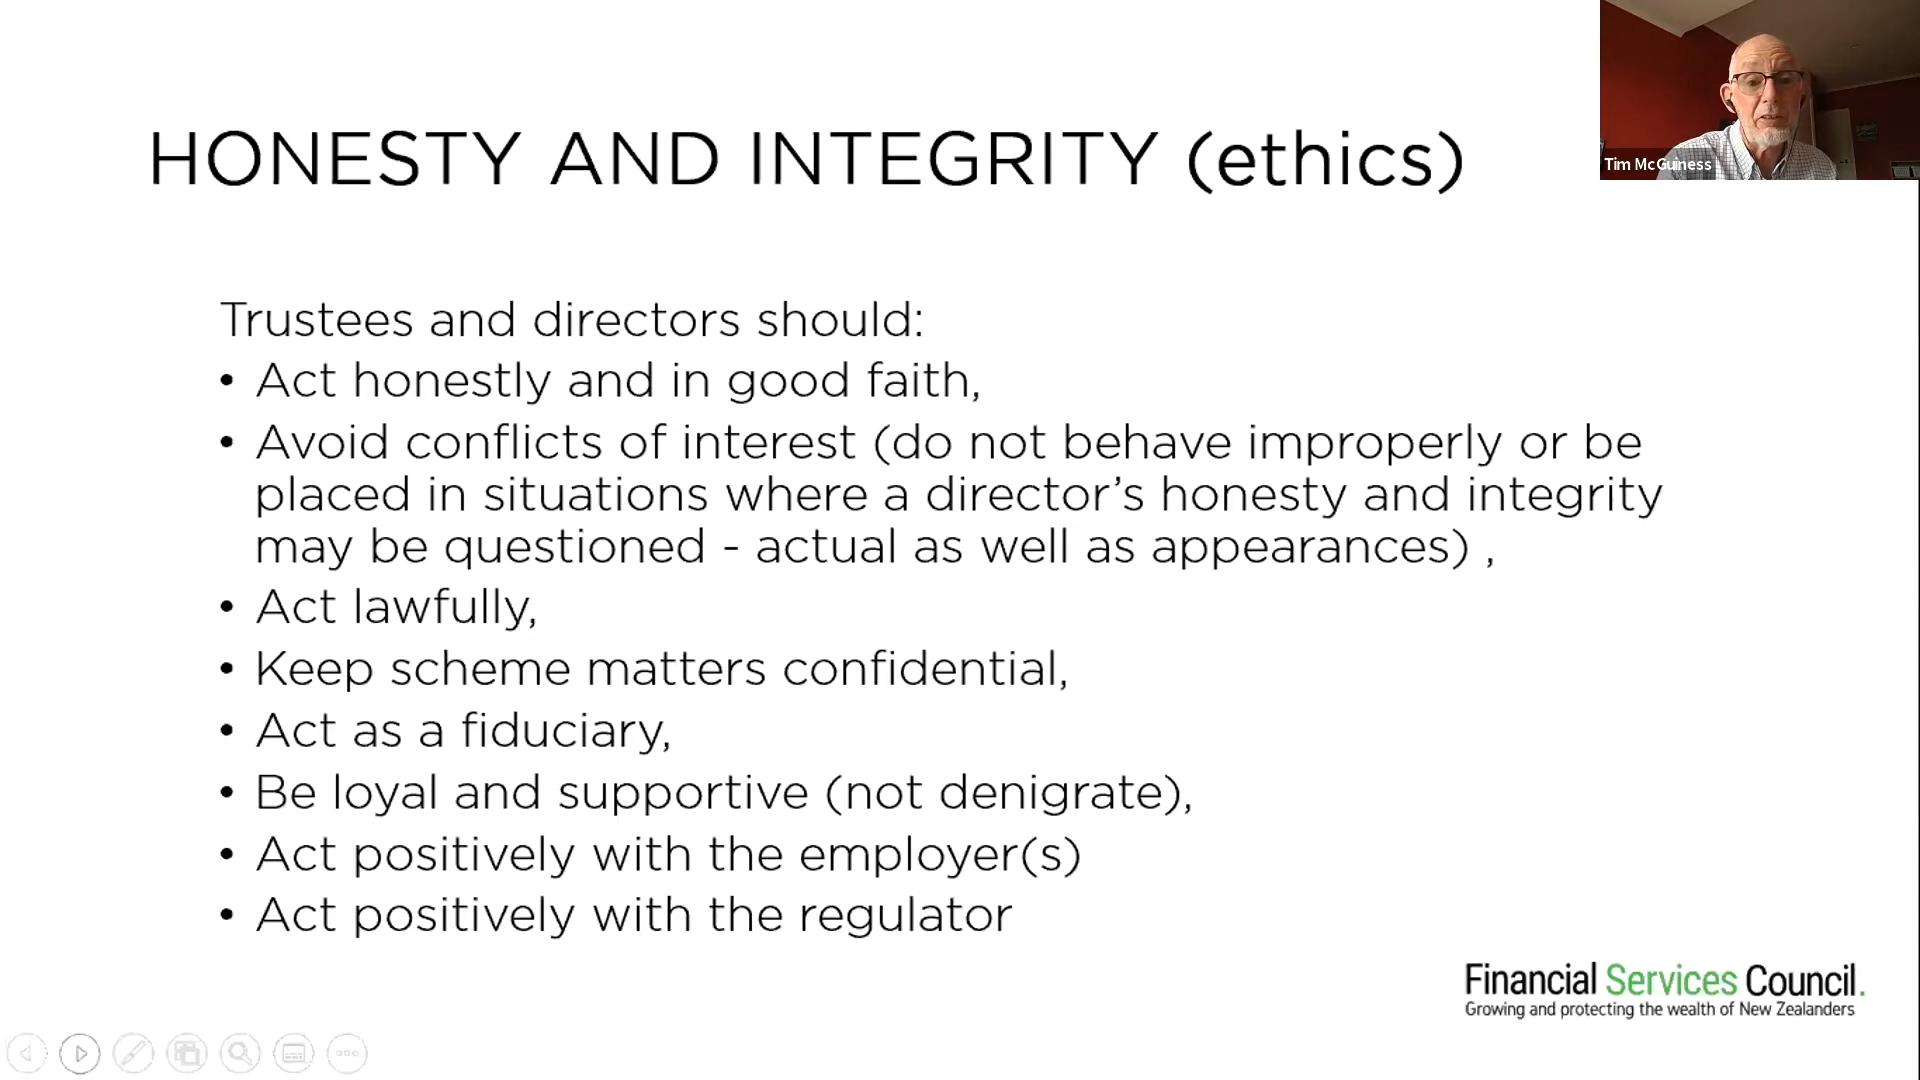 HONESTY AND INTEGRITY (ethics)
Tim McGuiness
Trustees and directors should:
• Act honestly and in good faith,
• Avoid conflicts of interest (do not behave improperly or be
placed in situations where a director’s honesty and integrity
may be questioned - actual as well as appearances) ,
• Act lawfully,
• Keep scheme matters confidential,
• Act as a fiduciary,
• Be loyal and supportive (not denigrate),
• Act positively with the employer(s)
• Act positively with the regulator
Financial Services Council.
Growing and protecting the wealth of New Zealanders